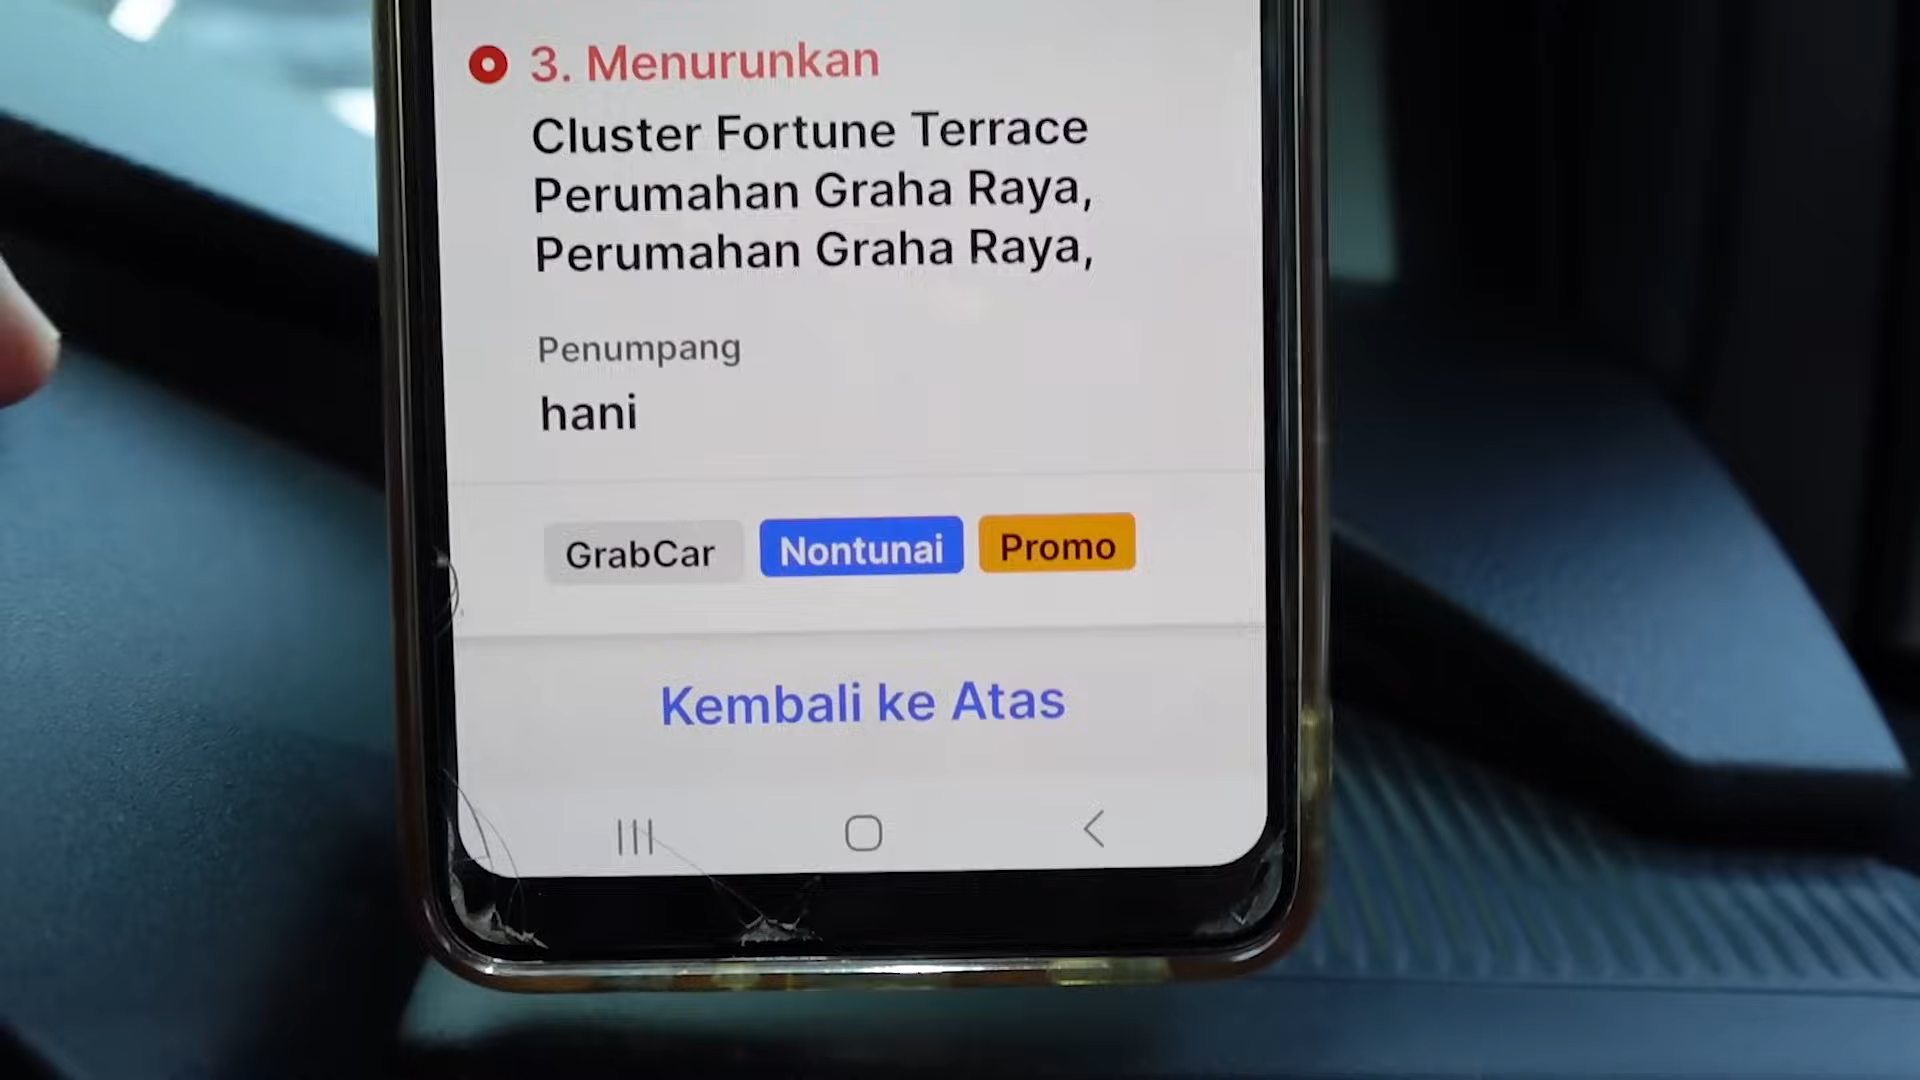 3. Menurunkan
Cluster Fortune Terrace
Perumahan Graha Raya,
Perumahan Graha Raya,
Penumpang
hani
GrabCar Nontunai Promo
Kembali ke Atas